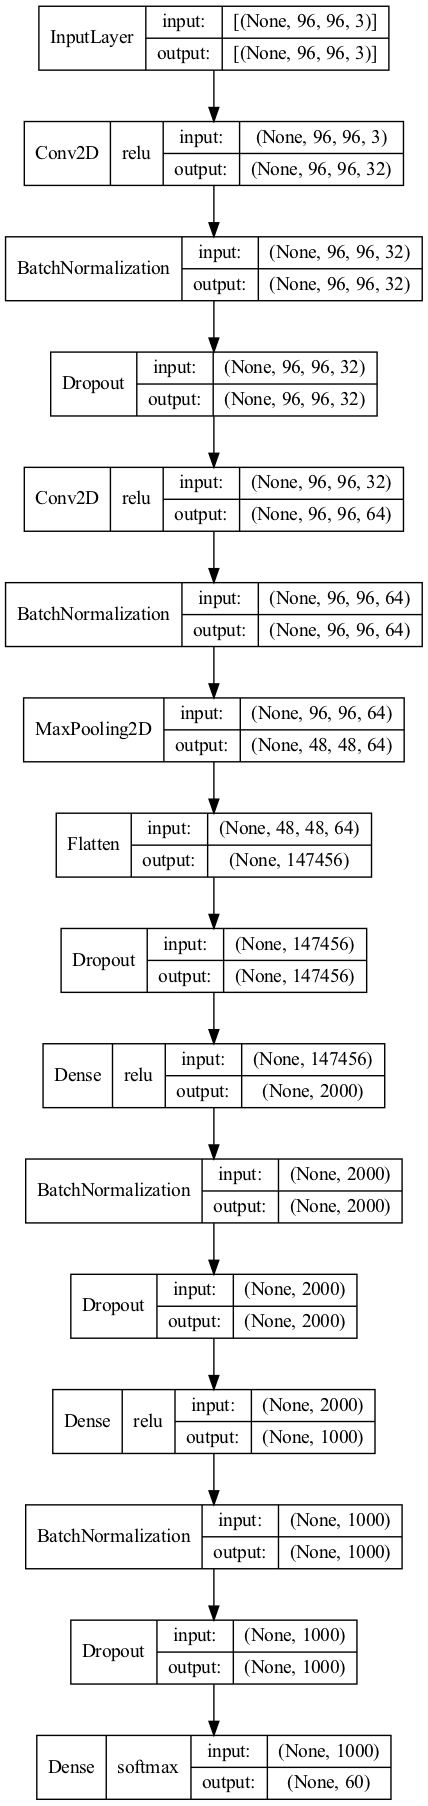 InputLayer input: [(None, 96, 96, 3)]
output: [(None, 96, 96, 3)]
Conv2D relu input: (None, 96, 96, 3)
output: (None, 96, 96, 32)
BatchNormalization input: (None, 96, 96, 32)
output: (None, 96, 96, 32)
Dropout input: (None, 96, 96, 32)
output: (None, 96, 96, 32)
Conv2D relu input: (None, 96, 96, 32)
output: (None, 96, 96, 64)
BatchNormalization input: (None, 96, 96, 64)
output: (None, 96, 96, 64)
MaxPooling2D input: (None, 96, 96, 64)
output: (None, 48, 48, 64)
Flatten input: (None, 48, 48, 64)
output: (None, 147456)
Dropout input: (None, 147456)
output: (None, 147456)
Dense relu input: (None, 147456)
output: (None, 2000)
BatchNormalization input: (None, 2000)
output: (None, 2000)
Dropout input: (None, 2000)
output: (None, 2000)
Dense relu input: (None, 2000)
output: (None, 1000)
BatchNormalization input: (None, 1000)
output: (None, 1000)
Dropout input: (None, 1000)
output: (None, 1000)
Dense softmax input: (None, 1000)
output: (None, 60)